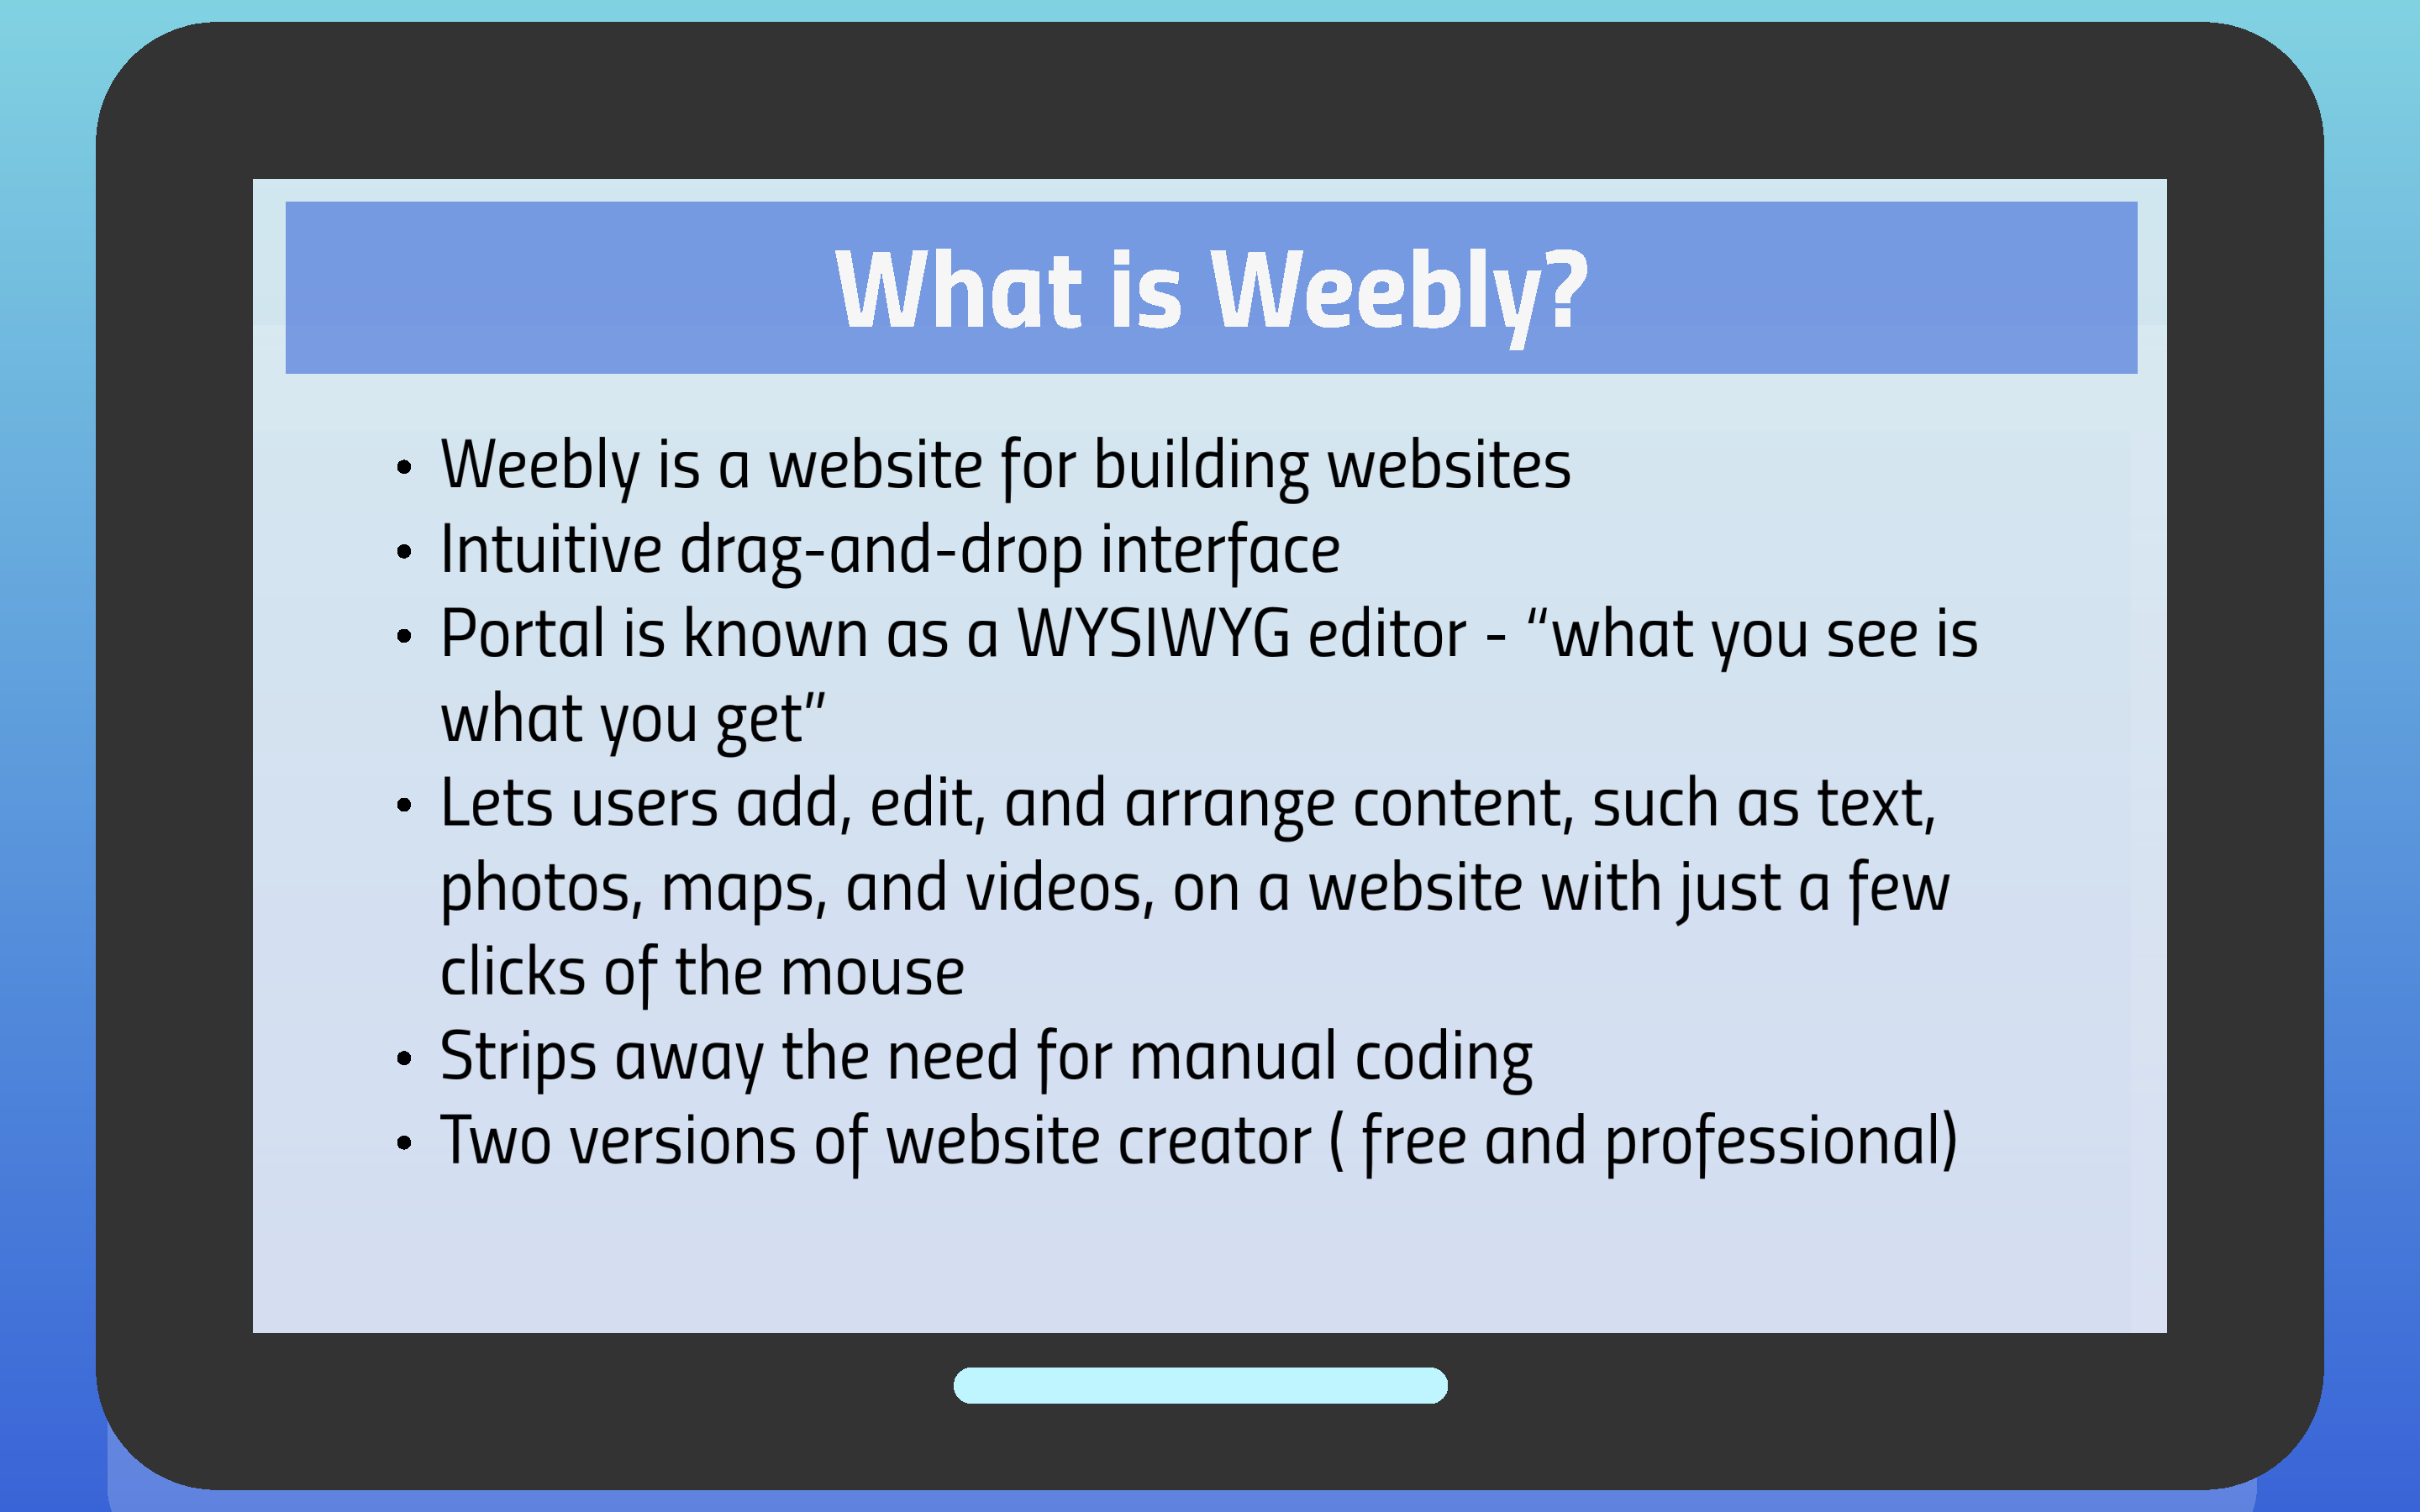 What is Weebly?
• Weebly is a website for building websites
• Intuitive drag-and-drop interface
• Portal is known as a WYSIWYG editor - “what you see is
what you get”
• Lets users add, edit, and arrange content, such as text,
photos, maps, and videos, on a website with just a few
clicks of the mouse
• Strips away the need for manual coding
• Two versions of website creator ( free and professional)